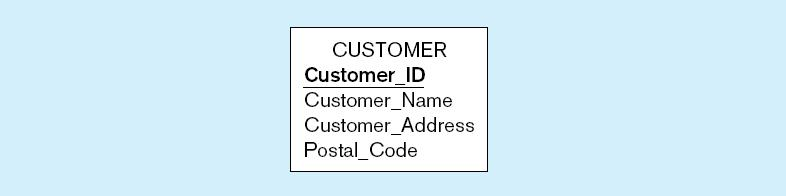 CUSTOMER
Customer_ID
Customer_Name
Customer_Address
Postal_Code